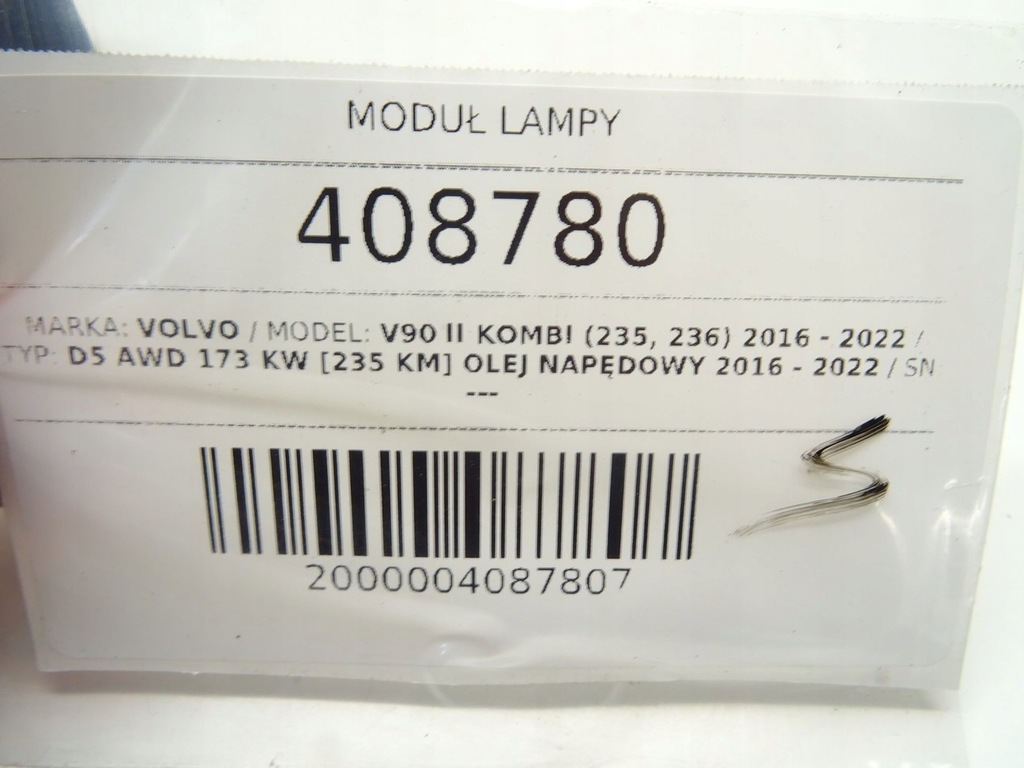 MODUŁ LAMPY
408780
MARKA: VOLVO / MODEL: V90 II KOMBI (235, 236) 2016 - 2022 /
TYP: D5 AWD 173 KW [235 KM] OLEJ NAPĘDOWY 2016 - 2022 / SN
---
S
2000004087807